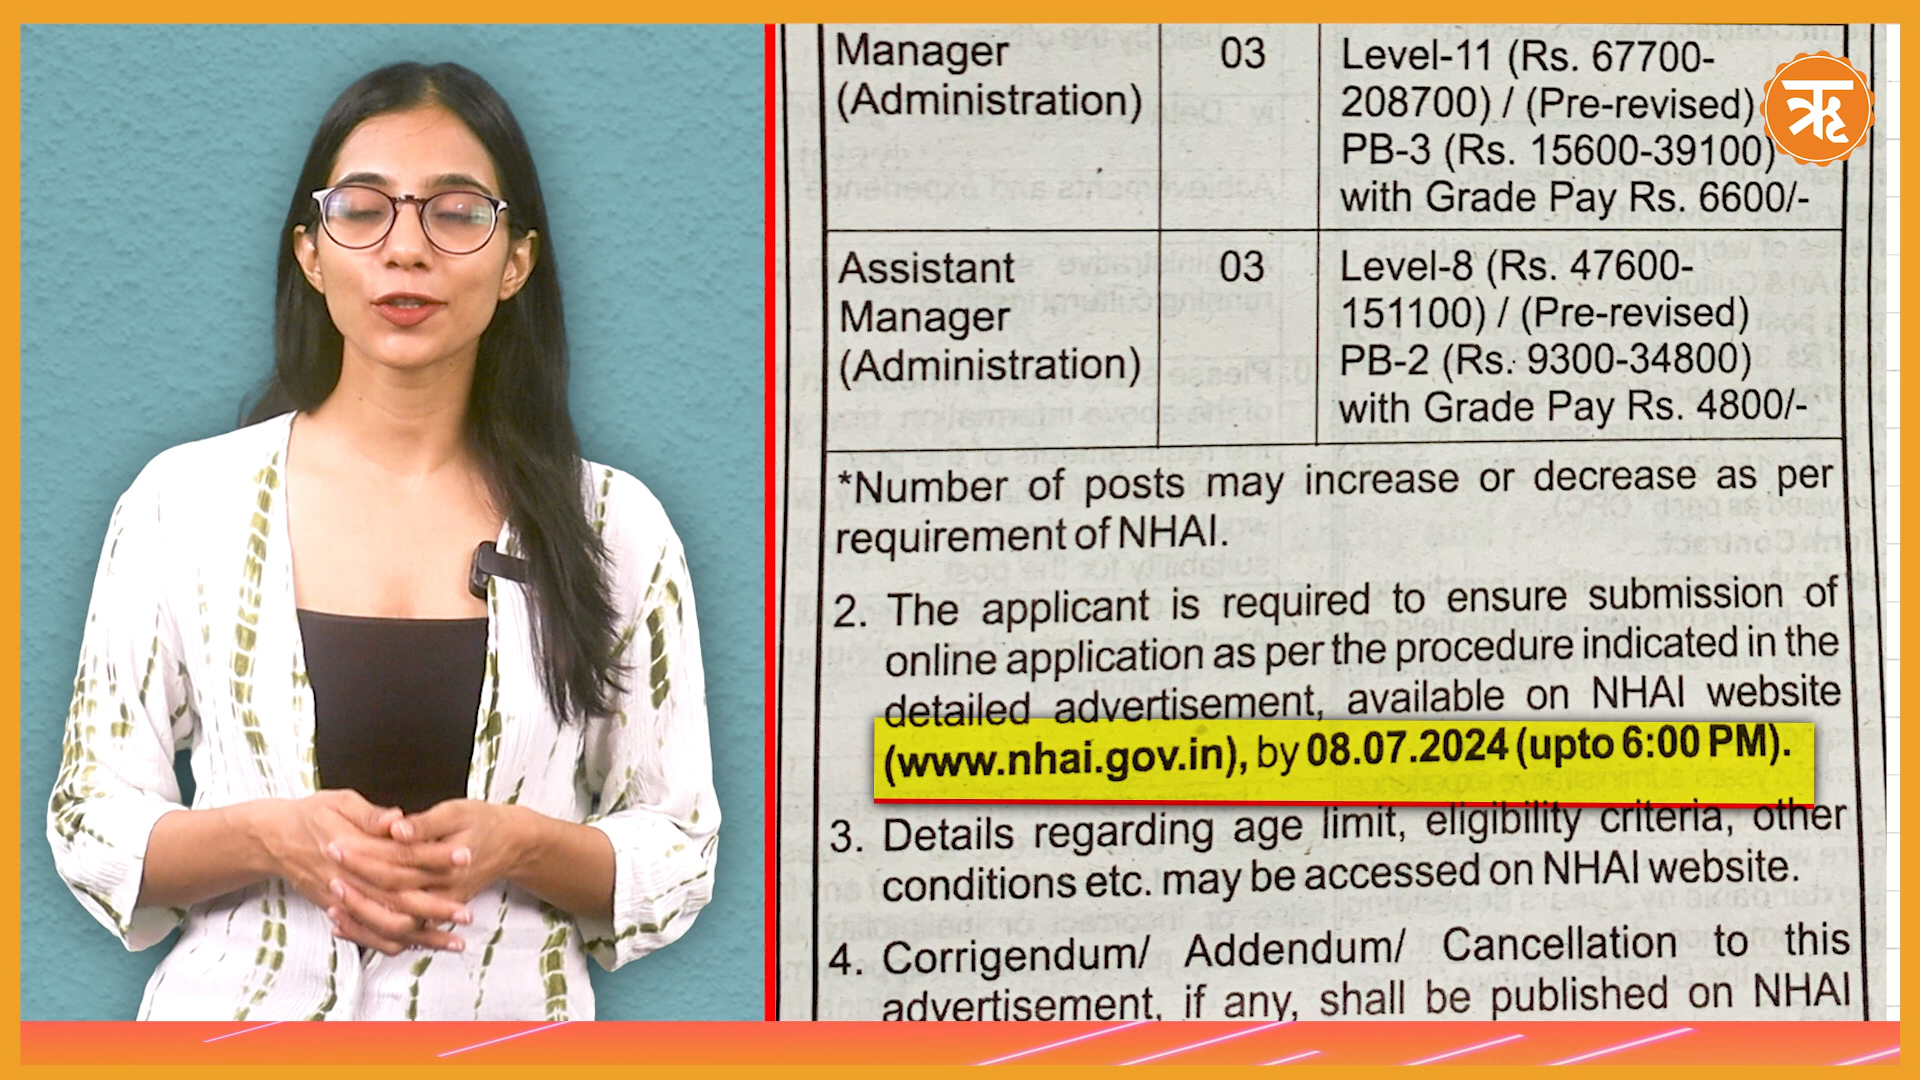 Manager
(Administration)
03
Level-11 (Rs. 67700-
208700) / (Pre-revised)
PB-3 (Rs. 15600-39100)
with Grade Pay Rs. 6600/-
ऋ
Assistant
Manager
(Administration)
03
Level-8 (Rs. 47600-
151100) / (Pre-revised)
PB-2 (Rs. 9300-34800)
with Grade Pay Rs. 4800/-
*Number of posts may increase or decrease as per
requirement of NHAI.
2. The applicant is required to ensure submission of
online application as per the procedure indicated in the
detailed advertisement, available on NHAI website
(www.nhai.gov.in), by 08.07.2024 (upto 6:00 PM).
3. Details regarding age limit, eligibility criteria, other
conditions etc. may be accessed on NHAI website.
4. Corrigendum/ Addendum/ Cancellation to this
advertisement, if any, shall be published on NHAI